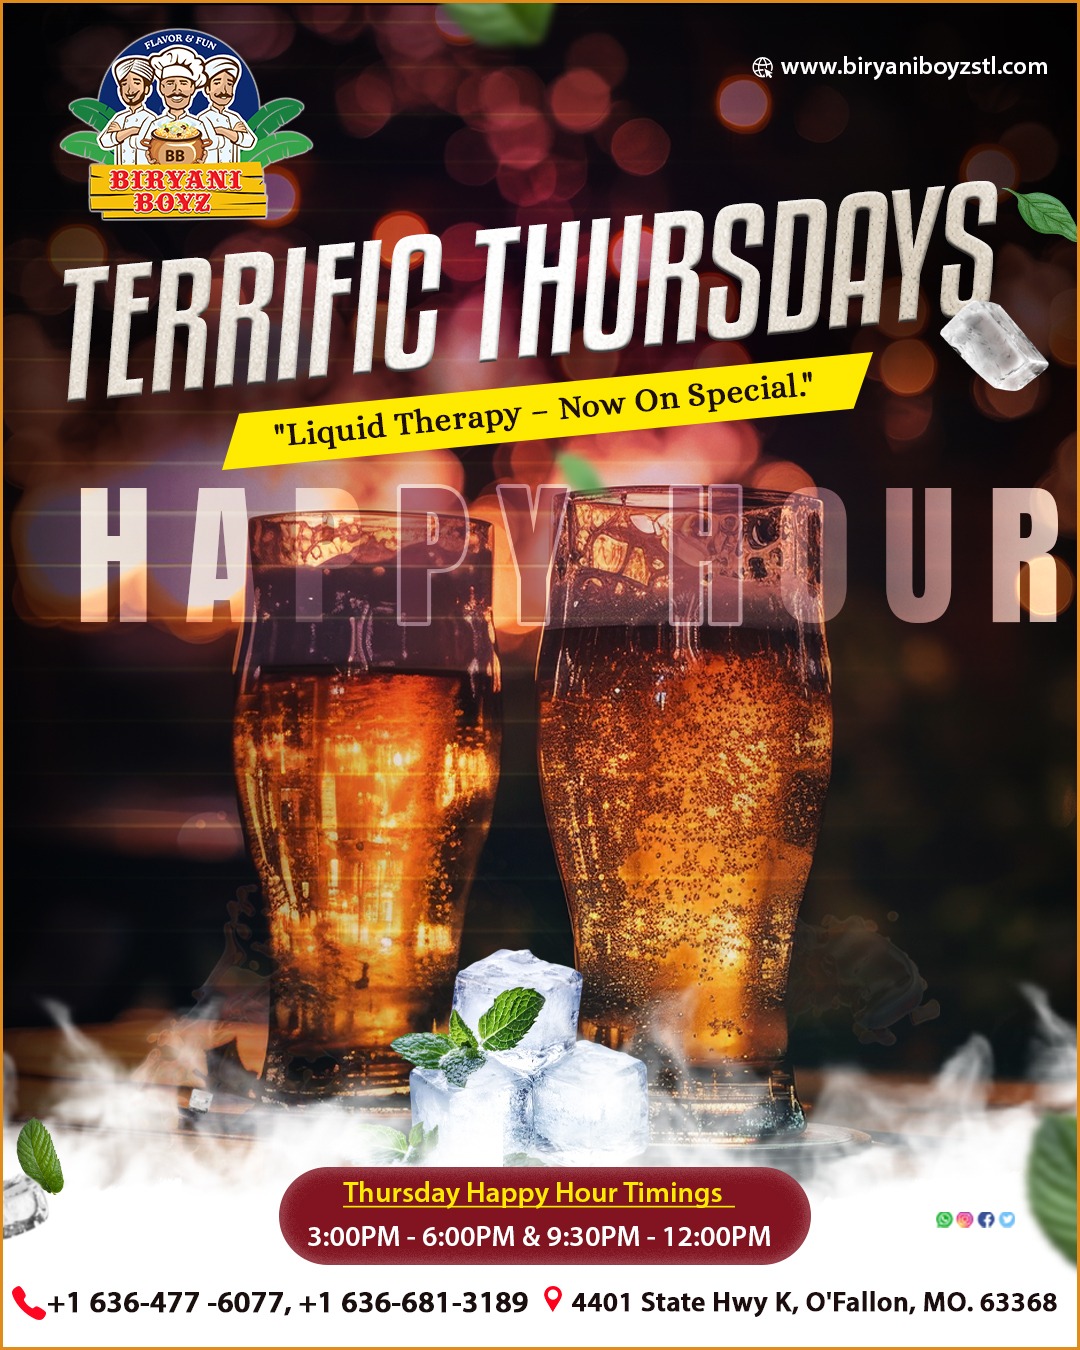 FLAVOR & FUN
BB
BIRYANI
BOYZ
www.biryaniboyzstl.com
TERRIFIC THURSDAYS
"Liquid Therapy – Now On Special."
HAPPY HOUR
Thursday Happy Hour Timings
3:00PM - 6:00PM & 9:30PM - 12:00PM
+1 636-477 -6077, +1 636-681-3189
4401 State Hwy K, O'Fallon, MO. 63368